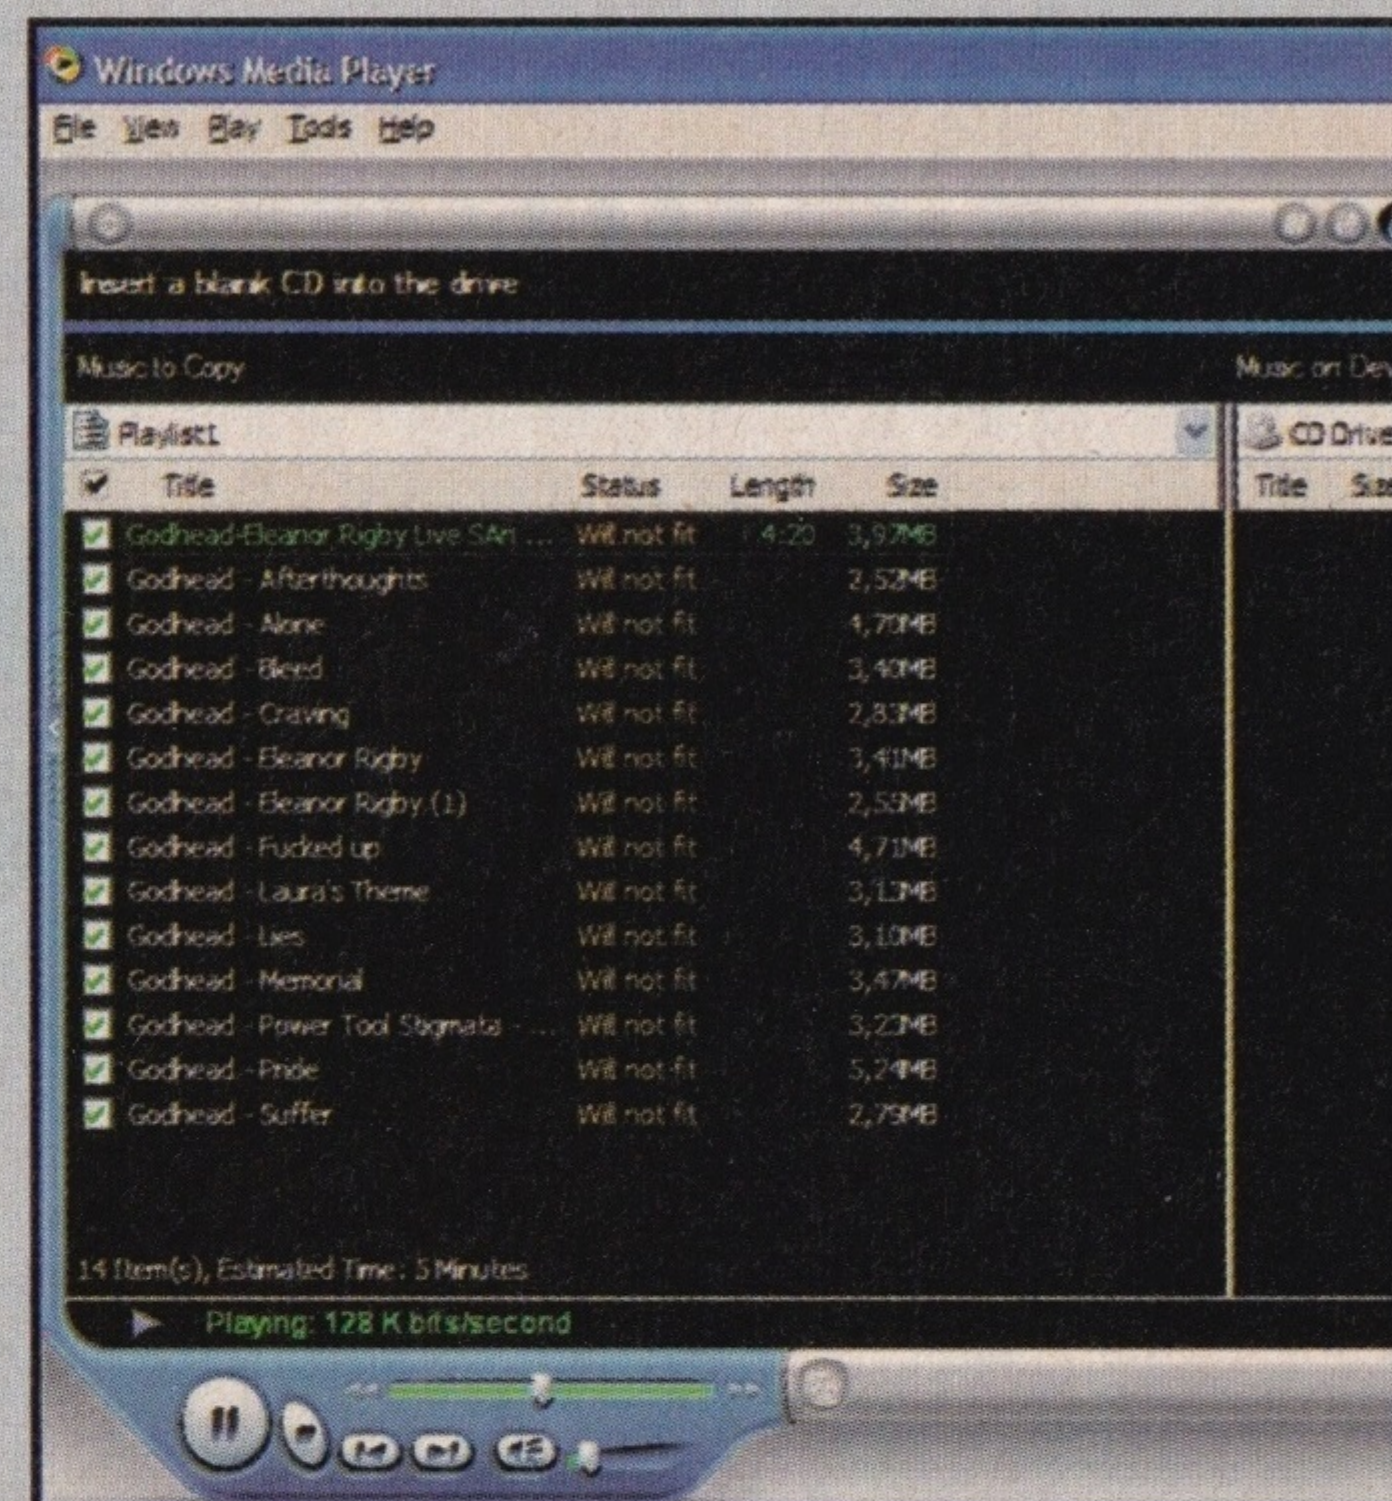 Windows Media Player
File View Play Tools Help
Insert a blank CD into the drive
Music to Copy Music on Dev
Playlist1 CD Drive
Title Status Length Size Title Size
Godhead-Eleanor Rigby Live SAn ... Will not fit 4:20 3,97MB
Godhead - Afterthoughts Will not fit 2,52MB
Godhead - Alone Will not fit 4,70MB
Godhead - Bleed Will not fit 3,40MB
Godhead - Craving Will not fit 2,83MB
Godhead - Eleanor Rigby Will not fit 3,41MB
Godhead - Eleanor Rigby (1) Will not fit 2,55MB
Godhead - Fucked up Will not fit 4,71MB
Godhead - Laura's Theme Will not fit 3,13MB
Godhead - Lies Will not fit 3,10MB
Godhead - Memorial Will not fit 3,47MB
Godhead - Power Tool Stigmata - ... Will not fit 3,23MB
Godhead - Pride Will not fit 5,24MB
Godhead - Suffer Will not fit 2,79MB
14 Item(s), Estimated Time: 5 Minutes
Playing: 128 K bits/second